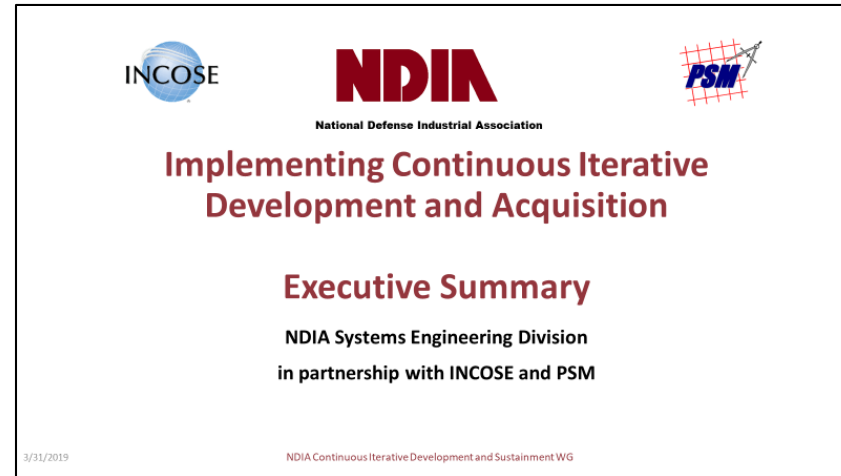 INCOSE
NDIA
PSM
National Defense Industrial Association
Implementing Continuous Iterative
Development and Acquisition
Executive Summary
NDIA Systems Engineering Division
in partnership with INCOSE and PSM
3/31/2019
NDIA Continuous Iterative Development and Sustainment WG